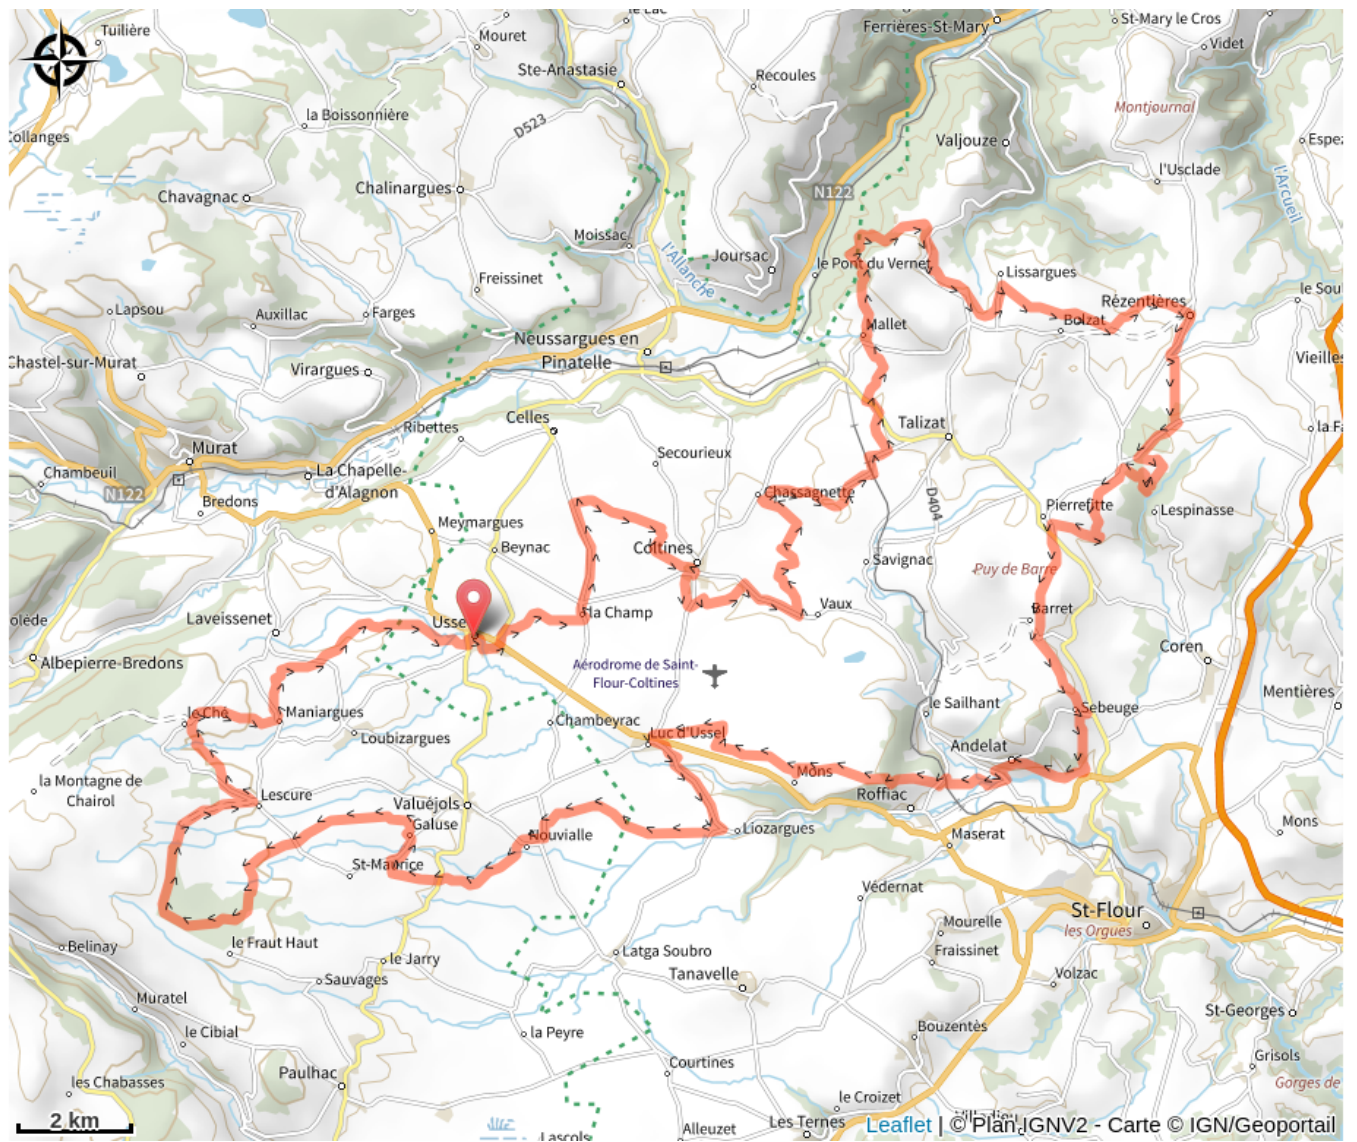 le Lac
Ferrières-St-Mary
St-Mary le Cros
Tuilière
Mouret
Videt
Ste-Anastasie
Recoules
Montjournal
la Boissonnière
D523
Collanges
Valjouze
l'Usclade
l'Arcueil
Chavagnac
Chalinargues
N122
Moissac
l'Allanche
Joursac
le Pont du Vernet
Lissargues
Freissinet
Rézentières
Lapsou
Auxillac
Farges
Mallet
Bolzat
Neussargues en
Pinatelle
Chastel-sur-Murat
Virargues
Celles
Ribettes
Talizat
Murat
Secourieux
Chambeuil
La Chapelle-
d'Alagnon
N122
Bredons
Chassagnette
D404
Pierrefitte
Lespinasse
Meymargues
Beynac
Coltines
Savignac
Puy de Barre
la Champ
Vaux
Barret
Laveissenet
Albepierre-Bredons
Aérodrome de Saint-
Flour-Coltines
Coren
Mentières
le Ché
Maniargues
Chambeyrac
le Sailhant
Sebeuge
Loubizargues
Luc d'Ussel
Andelat
la Montagne de
Chairol
Lescure
Valuéjols
Mons
Roffiac
Galuse
Nouvialle
Liozargues
Maserat
Mons
St-Maurice
Védernat
St-Flour
les Orgues
Mourelle
Fraissinet
Belinay
le Fraut Haut
le Jarry
Latga Soubro
Sauvages
Tanavelle
Volzac
Muratel
St-Georges
le Cibial
la Peyre
Bouzentès
Grisols
Paulhac
Courtines
les Chabasses
Gorges de
le Croizet
2 km
Lascols
Alleuzet
Les Ternes
Leaflet | © Plan IGNV2 - Carte © IGN/Geoportail